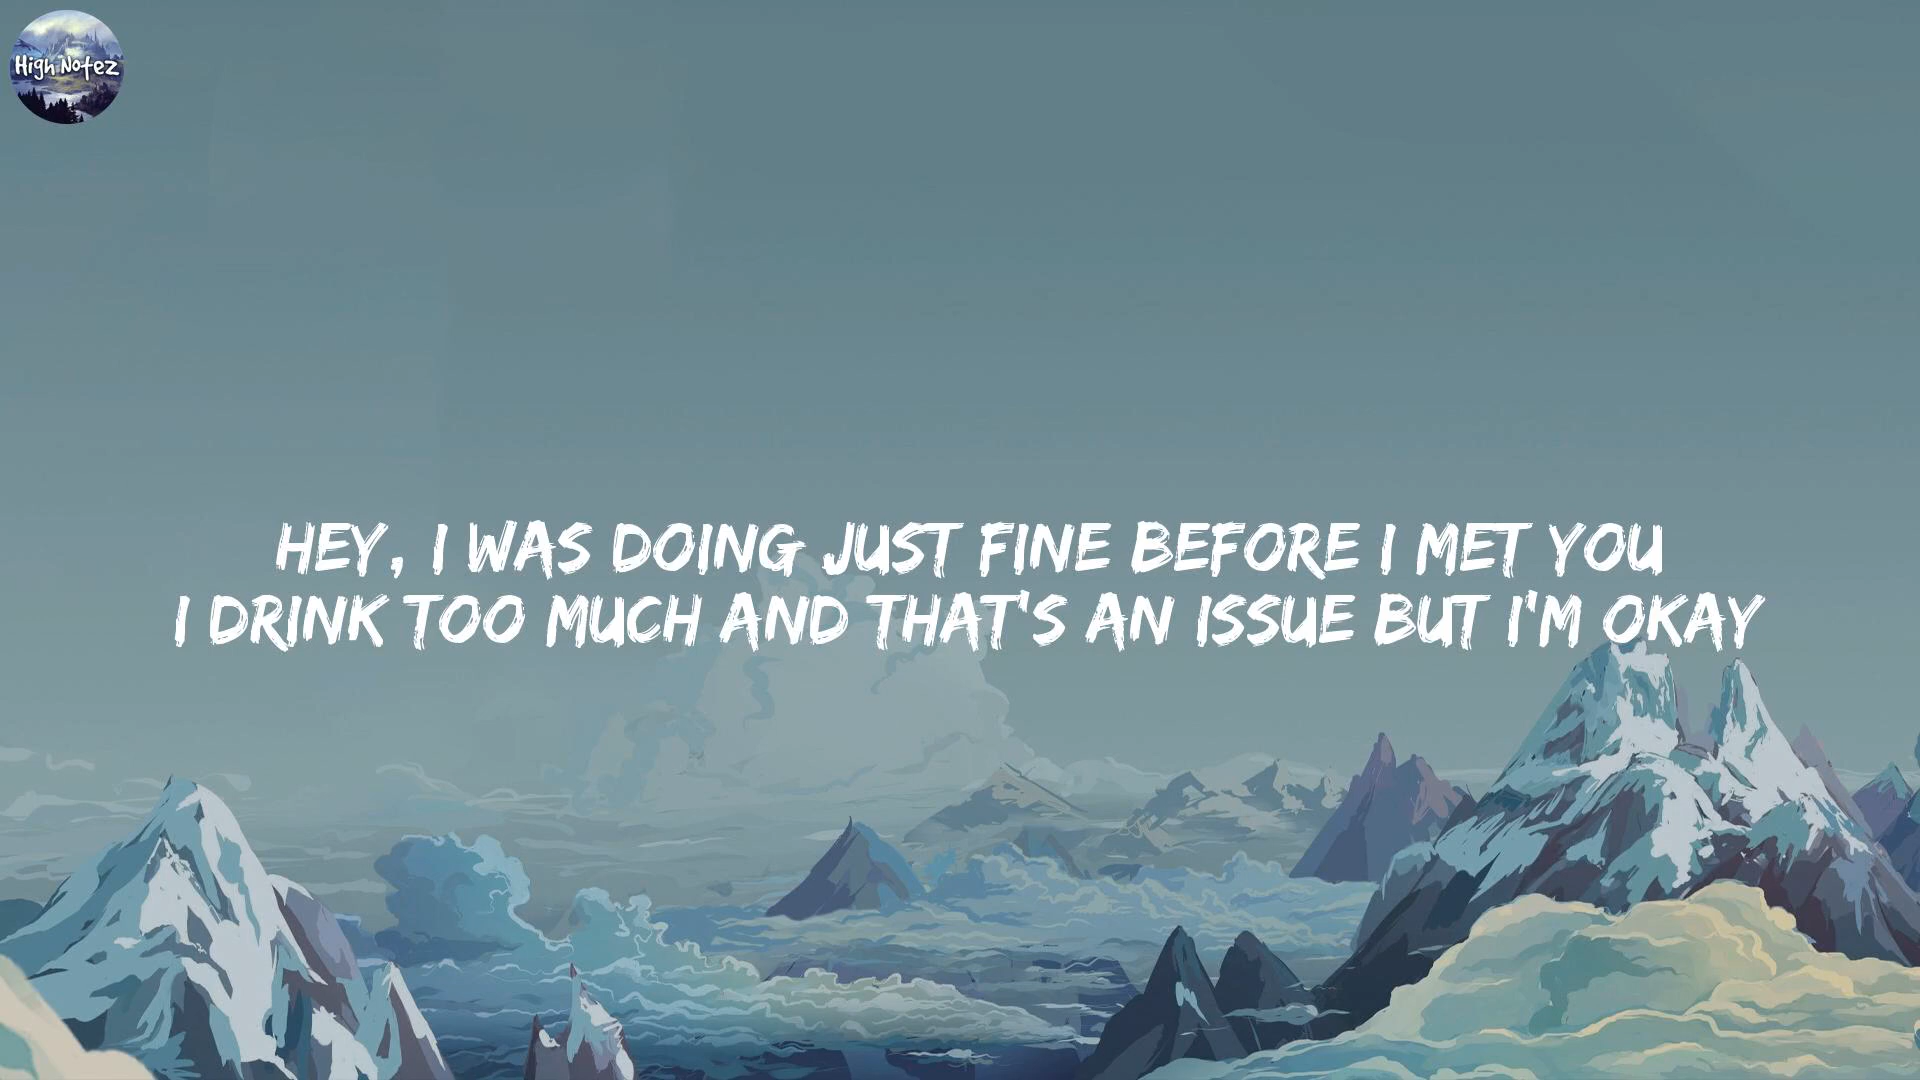 High Notez
HEY, I WAS DOING JUST FINE BEFORE I MET YOU
I DRINK TOO MUCH AND THAT'S AN ISSUE BUT I'M OKAY